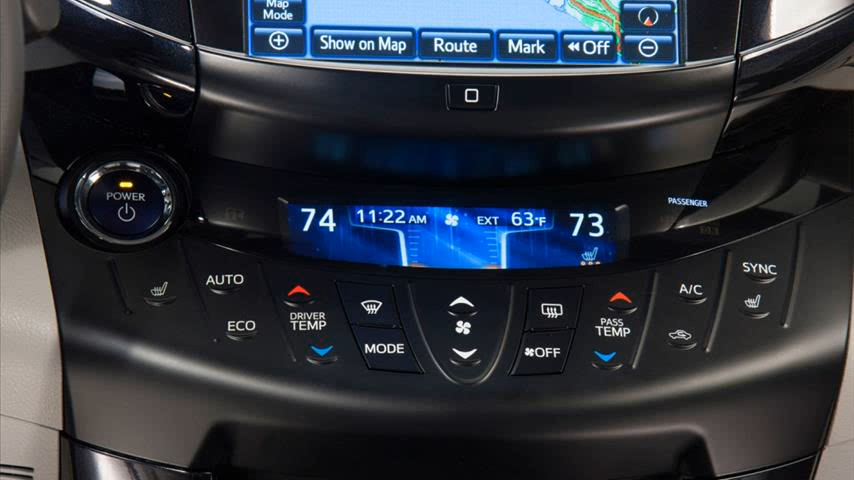 Map
Mode
Show on Map
Route
Mark
Off
POWER
PASSENGER
74
11:22 AM
EXT 63°F
73
AUTO
ECO
DRIVER
TEMP
MODE
OFF
PASS
TEMP
A/C
SYNC